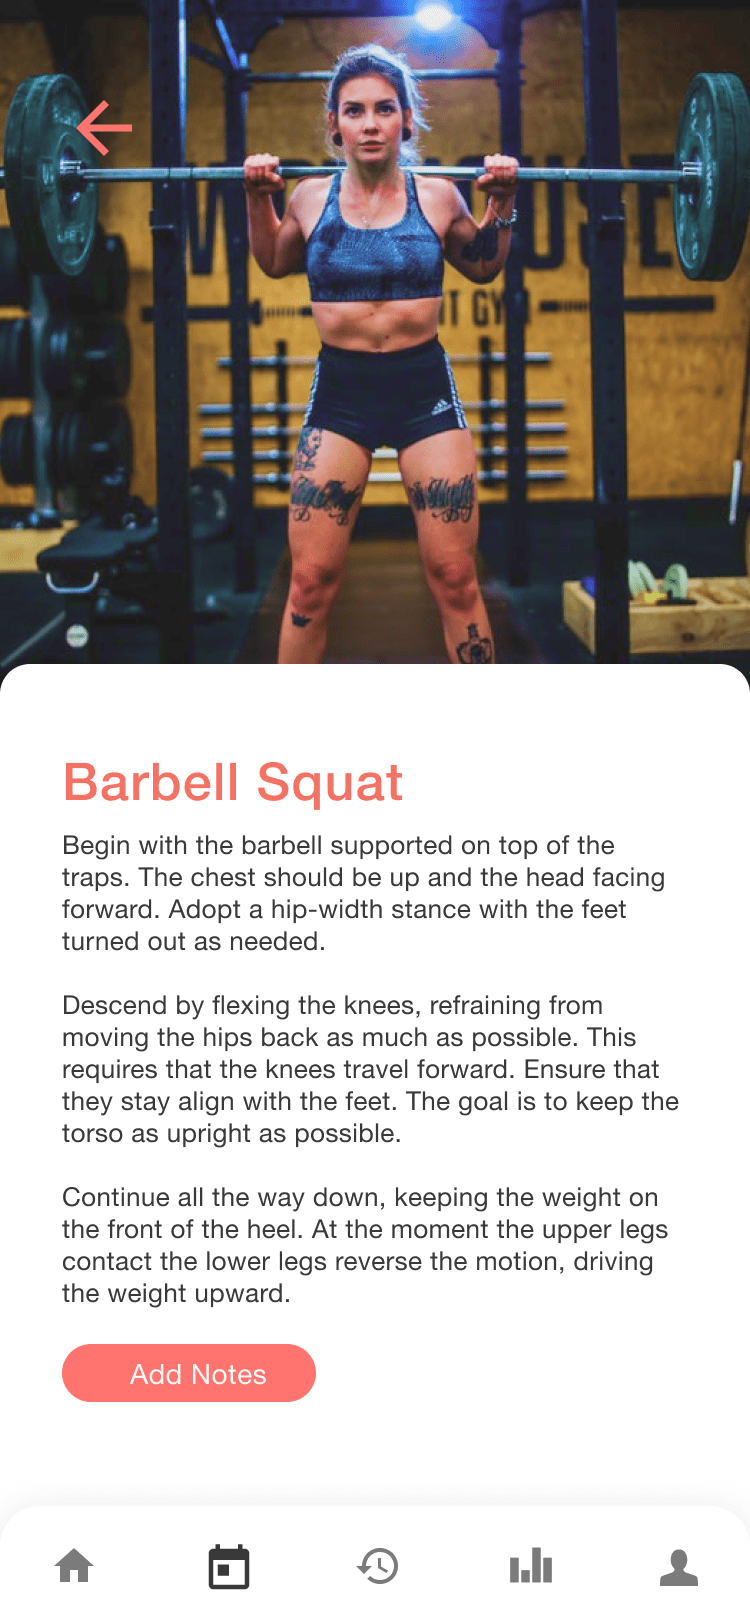 IT GYM
adidas
Barbell Squat
Begin with the barbell supported on top of the
traps. The chest should be up and the head facing
forward. Adopt a hip-width stance with the feet
turned out as needed.
Descend by flexing the knees, refraining from
moving the hips back as much as possible. This
requires that the knees travel forward. Ensure that
they stay align with the feet. The goal is to keep the
torso as upright as possible.
Continue all the way down, keeping the weight on
the front of the heel. At the moment the upper legs
contact the lower legs reverse the motion, driving
the weight upward.
Add Notes